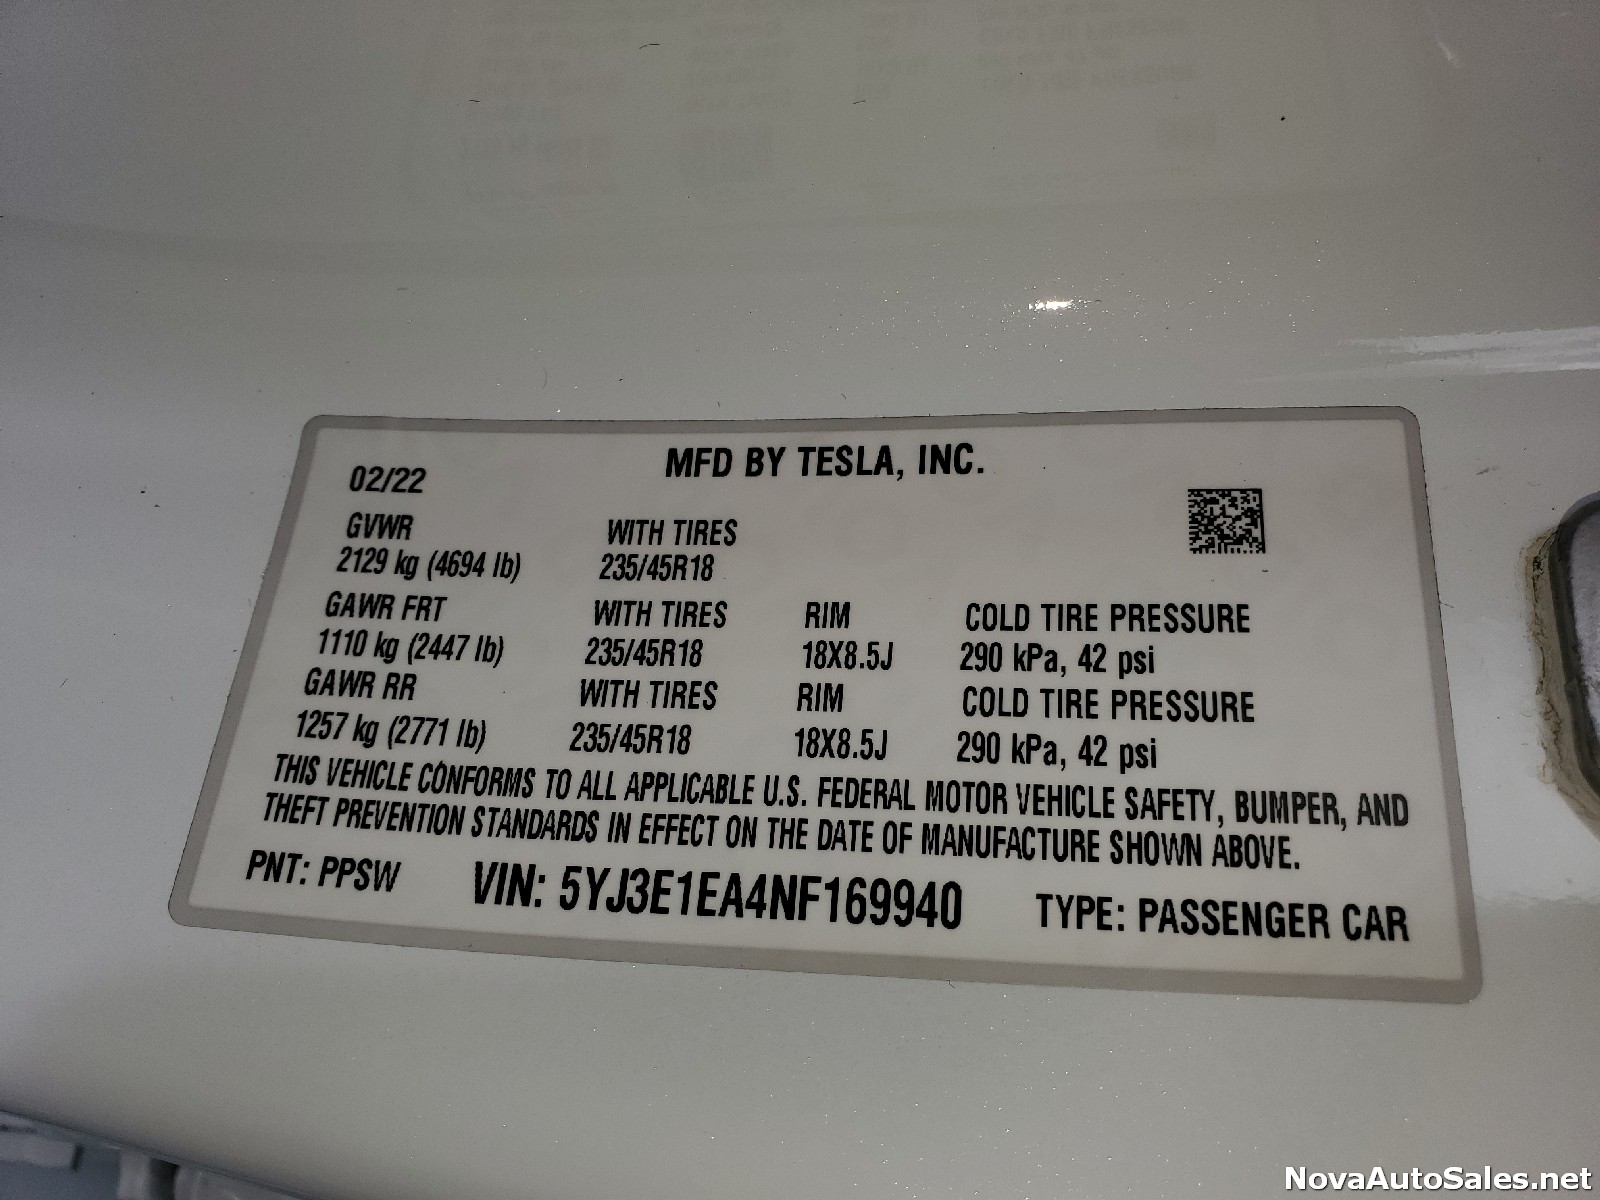 MFD BY TESLA, INC.
02/22
GVWR WITH TIRES
2129 kg (4694 lb) 235/45R18
GAWR FRT WITH TIRES RIM COLD TIRE PRESSURE
1110 kg (2447 lb) 235/45R18 18X8.5J 290 kPa, 42 psi
GAWR RR WITH TIRES RIM COLD TIRE PRESSURE
1257 kg (2771 lb) 235/45R18 18X8.5J 290 kPa, 42 psi
THIS VEHICLE CONFORMS TO ALL APPLICABLE U.S. FEDERAL MOTOR VEHICLE SAFETY, BUMPER, AND
THEFT PREVENTION STANDARDS IN EFFECT ON THE DATE OF MANUFACTURE SHOWN ABOVE.
PNT: PPSW VIN: 5YJ3E1EA4NF169940 TYPE: PASSENGER CAR
NovaAutoSales.net